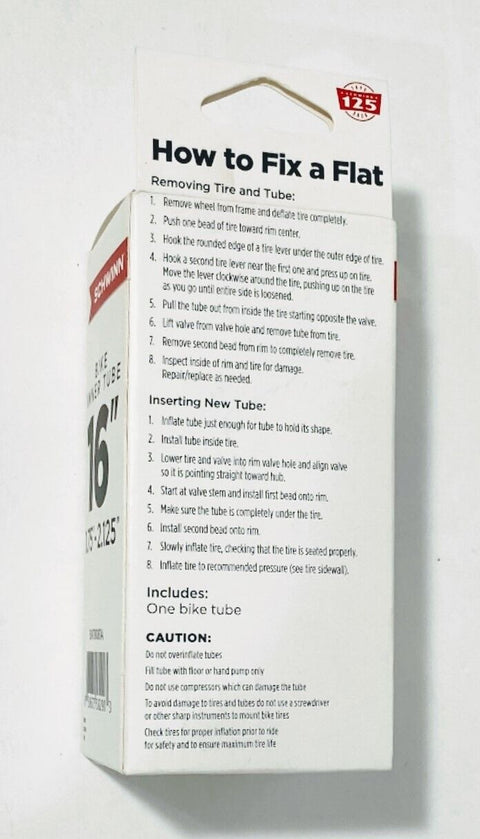 SCHWINN
125
How to Fix a Flat
Removing Tire and Tube:
1. Remove wheel from frame and deflate tire completely.
2. Push one bead of tire toward rim center.
3. Hook the rounded edge of a tire lever under the outer edge of tire.
4. Hook a second tire lever near the first one and press up on tire.
Move the lever clockwise around the tire, pushing up on the tire
as you go until entire side is loosened.
5. Pull the tube out from inside the tire starting opposite the valve.
6. Lift valve from valve hole and remove tube from tire.
7. Remove second bead from rim to completely remove tire.
8. Inspect inside of rim and tire for damage.
Repair/replace as needed.
Inserting New Tube:
1. Inflate tube just enough for tube to hold its shape.
2. Install tube inside tire.
3. Lower tire and valve into rim valve hole and align valve
so it is pointing straight toward hub.
4. Start at valve stem and install first bead onto rim.
5. Make sure the tube is completely under the tire.
6. Install second bead onto rim.
7. Slowly inflate tire, checking that the tire is seated properly.
8. Inflate tire to recommended pressure (see tire sidewall).
Includes:
One bike tube
CAUTION:
Do not overinflate tubes
Fill tube with floor or hand pump only
Do not use compressors which can damage the tube
To avoid damage to tires and tubes do not use a screwdriver
or other sharp instruments to mount bike tires
Check tires for proper inflation prior to ride
for safety and to ensure maximum tire life
SCHWINN
BIKE
INNER TUBE
16"
.75"-2.125"